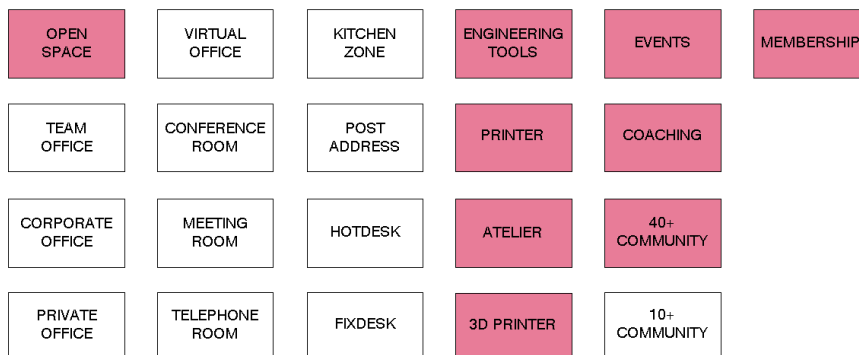 OPEN
SPACE
VIRTUAL
OFFICE
KITCHEN
ZONE
ENGINEERING
TOOLS
EVENTS
MEMBERSHIP
TEAM
OFFICE
CONFERENCE
ROOM
POST
ADDRESS
PRINTER
COACHING
CORPORATE
OFFICE
MEETING
ROOM
HOTDESK
ATELIER
40+
COMMUNITY
PRIVATE
OFFICE
TELEPHONE
ROOM
FIXDESK
3D PRINTER
10+
COMMUNITY